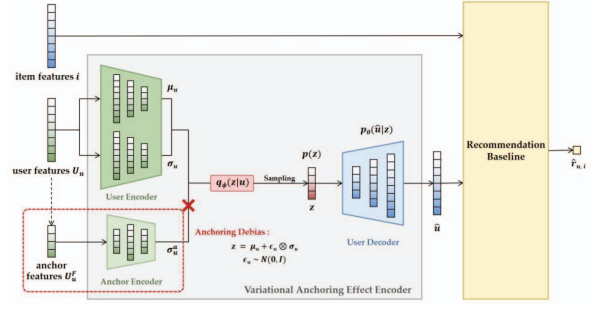 item features i
μ_u
user features U_u
σ_u
User Encoder
q_ϕ(z|u)
Sampling
p(z)
z
p_θ(û|z)
User Decoder
û
Recommendation
Baseline
r̂_{u,i}
anchor
features U_u^r
σ_u^a
Anchor Encoder
Anchoring Debias :
z = μ_u + ϵ_u ⊗ σ_u
ϵ_u ~ N(0, I)
Variational Anchoring Effect Encoder